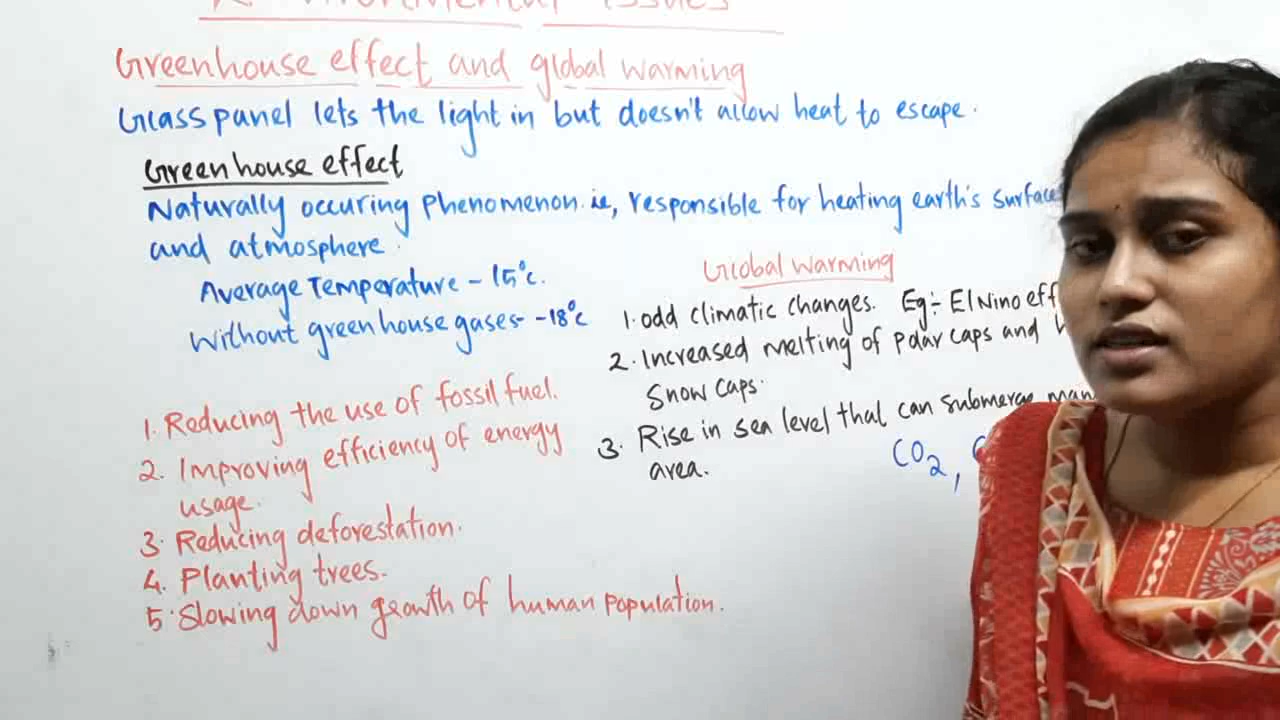 Issues
Greenhouse effect and global warming
Glass panel lets the light in but doesn't allow heat to escape.
Greenhouse effect
Naturally occuring phenomenon ie, responsible for heating earth's surface
and atmosphere.
Average Temperature - 15°c.
Without greenhouse gases - -18°c
1. Reducing the use of fossil fuel.
2. Improving efficiency of energy
usage.
3. Reducing deforestation.
4. Planting trees.
5. Slowing down growth of human population.
Global warming
1. odd climatic changes. Eg:- El Nino
2. Increased melting of polar caps and
Snow caps.
3. Rise in sea level that can submerge
area.
CO2,